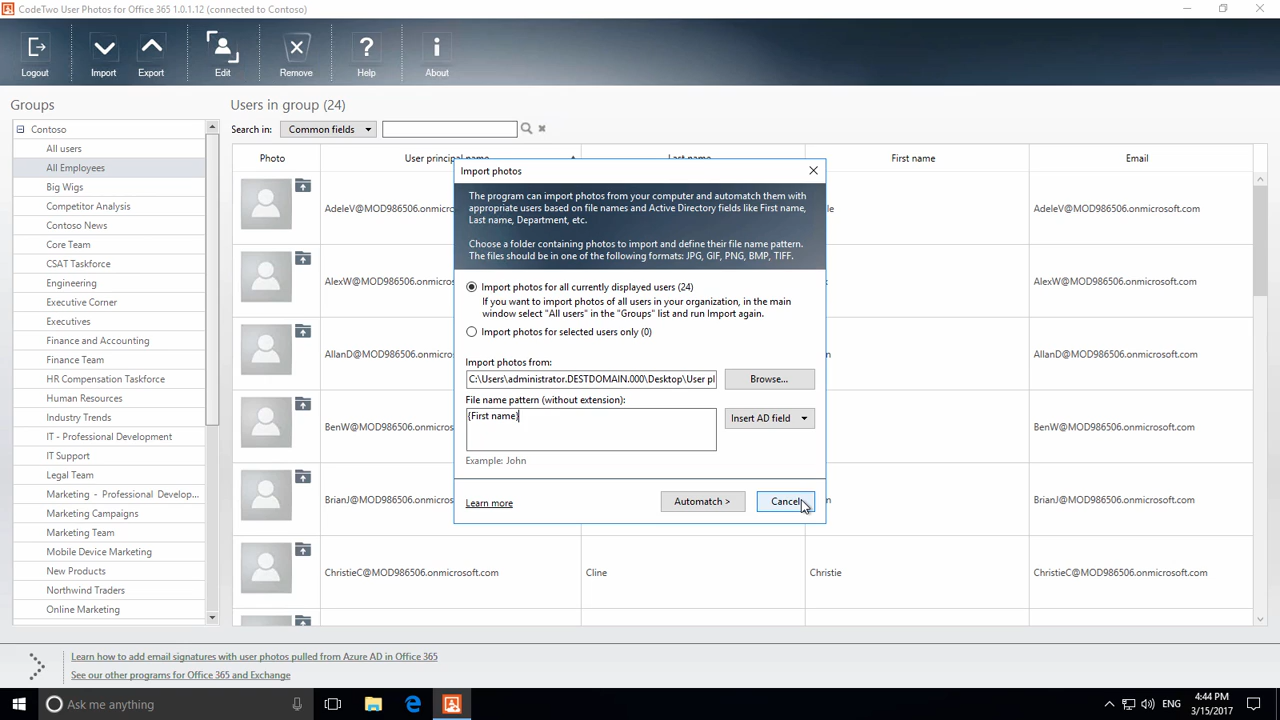 CodeTwo User Photos for Office 365 1.0.1.12 (connected to Contoso)
Logout
Import
Export
Edit
Remove
Help
About
Groups
Contoso
All users
All Employees
Big Wigs
Competitor Analysis
Contoso News
Core Team
CSAT Taskforce
Engineering
Executive Corner
Executives
Finance and Accounting
Finance Team
HR Compensation Taskforce
Human Resources
Industry Trends
IT - Professional Development
IT Support
Legal Team
Marketing - Professional Develop...
Marketing Campaigns
Marketing Team
Mobile Device Marketing
New Products
Northwind Traders
Online Marketing
Users in group (24)
Search in:
Common fields
Photo
User principal name
Last name
First name
Email
AdeleV@MOD986506.onmicrosoft.com
AlexW@MOD986506.onmicrosoft.com
AlexW@MOD986506.onmicrosoft.com
AllanD@MOD986506.onmicrosoft.com
AllanD@MOD986506.onmicrosoft.com
BenW@MOD986506.onmicrosoft.com
BrianJ@MOD986506.onmicrosoft.com
ChristieC@MOD986506.onmicrosoft.com
Cline
Christie
ChristieC@MOD986506.onmicrosoft.com
Import photos
The program can import photos from your computer and automatch them with
appropriate users based on file names and Active Directory fields like First name,
Last name, Department, etc.
Choose a folder containing photos to import and define their file name pattern.
The files should be in one of the following formats: JPG, GIF, PNG, BMP, TIFF.
Import photos for all currently displayed users (24)
If you want to import photos of all users in your organization, in the main
window select "All users" in the "Groups" list and run Import again.
Import photos for selected users only (0)
Import photos from:
C:\Users\administrator.DESTDOMAIN.000\Desktop\User pl
Browse...
File name pattern (without extension):
{First name}
Insert AD field
Example: John
Learn more
Automatch >
Cancel
Learn how to add email signatures with user photos pulled from Azure AD in Office 365
See our other programs for Office 365 and Exchange
Ask me anything
ENG
4:44 PM
3/15/2017